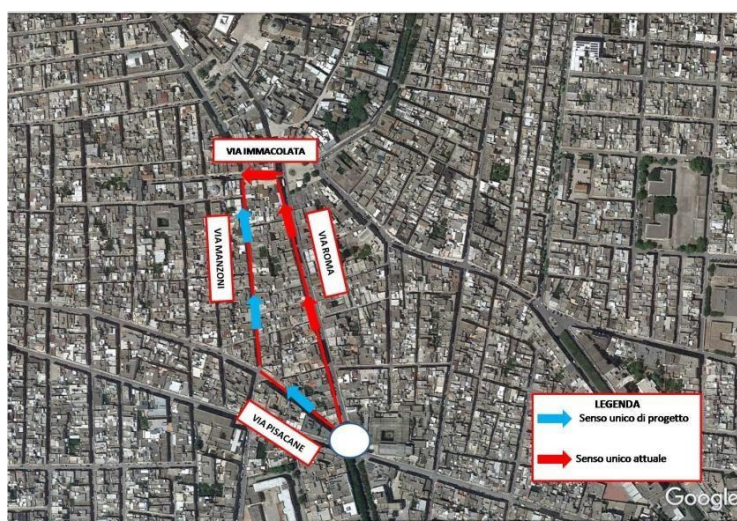 VIA IMMACOLATA
VIA MANZONI
VIA ROMA
VIA PISACANE
LEGENDA
Senso unico di progetto
Senso unico attuale
Google